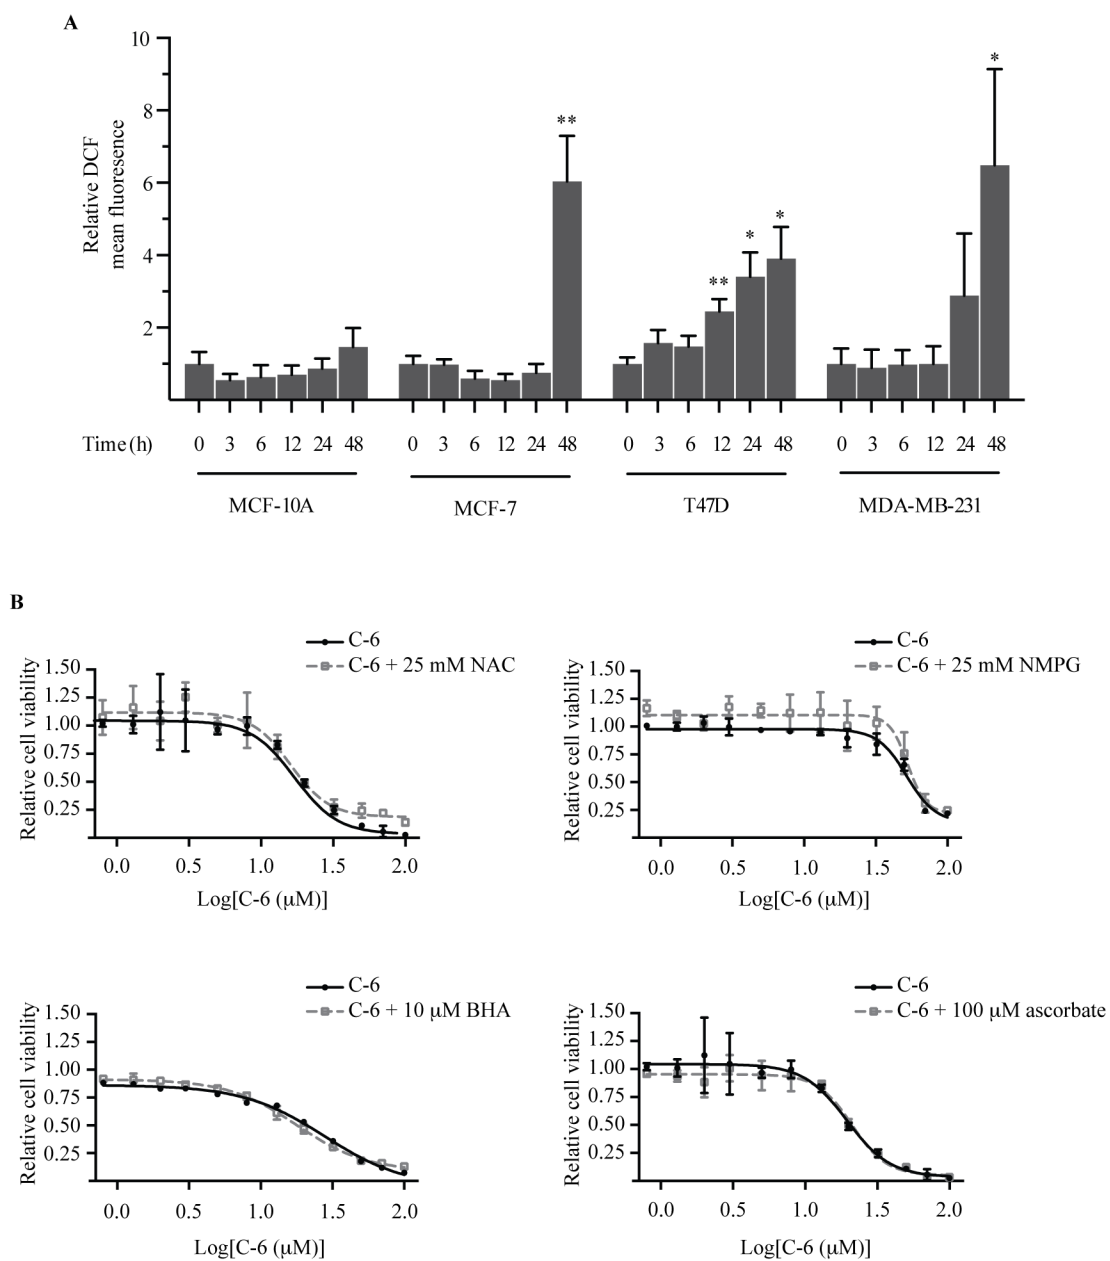 A
10
8
6
4
2
Relative DCF
mean fluoresence
**
*
*
**
*
Time (h) 0 3 6 12 24 48 0 3 6 12 24 48 0 3 6 12 24 48 0 3 6 12 24 48
MCF-10A MCF-7 T47D MDA-MB-231
B
C-6
C-6 + 25 mM NAC
Relative cell viability
1.50
1.25
1.00
0.75
0.50
0.25
0.0 0.5 1.0 1.5 2.0
Log[C-6 (μM)]
C-6
C-6 + 25 mM NMPG
Relative cell viability
1.50
1.25
1.00
0.75
0.50
0.25
0.0 0.5 1.0 1.5 2.0
Log[C-6 (μM)]
C-6
C-6 + 10 μM BHA
Relative cell viability
1.50
1.25
1.00
0.75
0.50
0.25
0.0 0.5 1.0 1.5 2.0
Log[C-6 (μM)]
C-6
C-6 + 100 μM ascorbate
Relative cell viability
1.50
1.25
1.00
0.75
0.50
0.25
0.0 0.5 1.0 1.5 2.0
Log[C-6 (μM)]